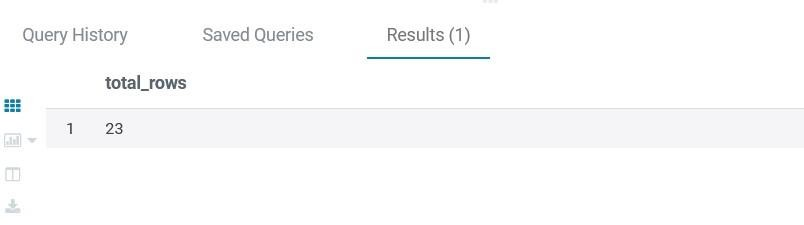 Query History Saved Queries Results (1)
total_rows
1 23